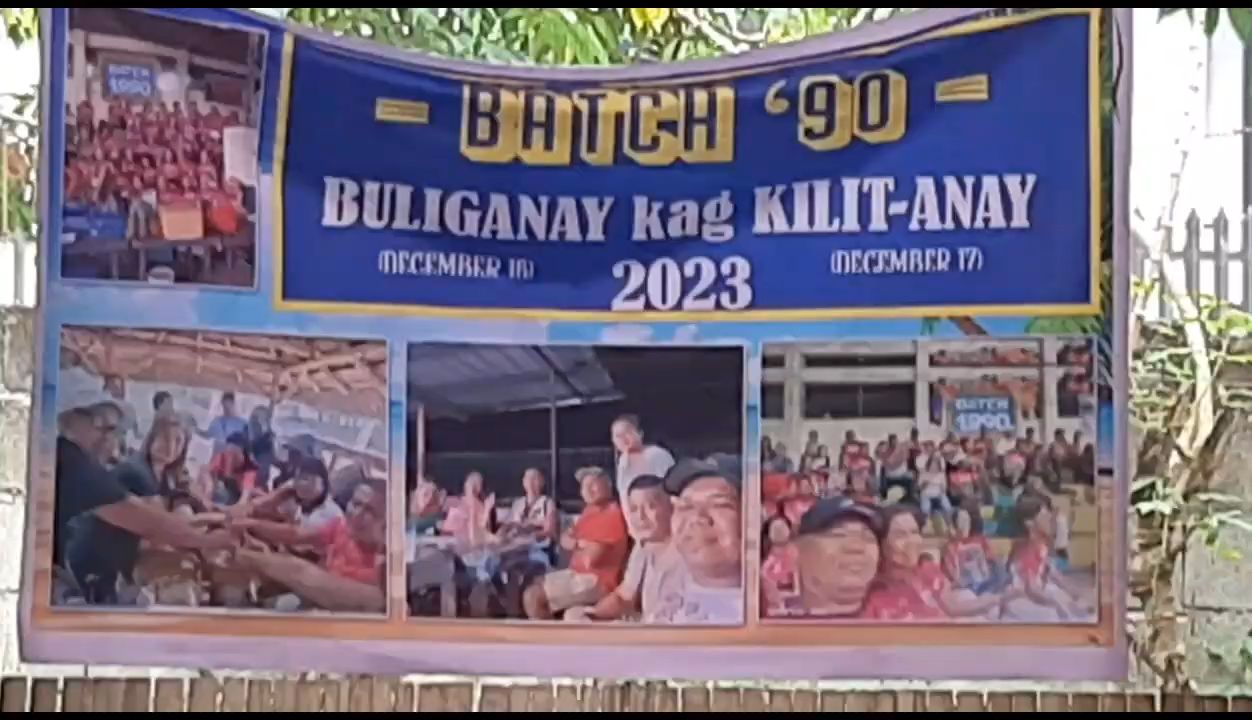 BATCH
1990
- BATCH '90 -
BULIGANAY kag KILIT-ANAY
(DECEMBER 16) 2023 (DECEMBER 17)
BATCH
1990